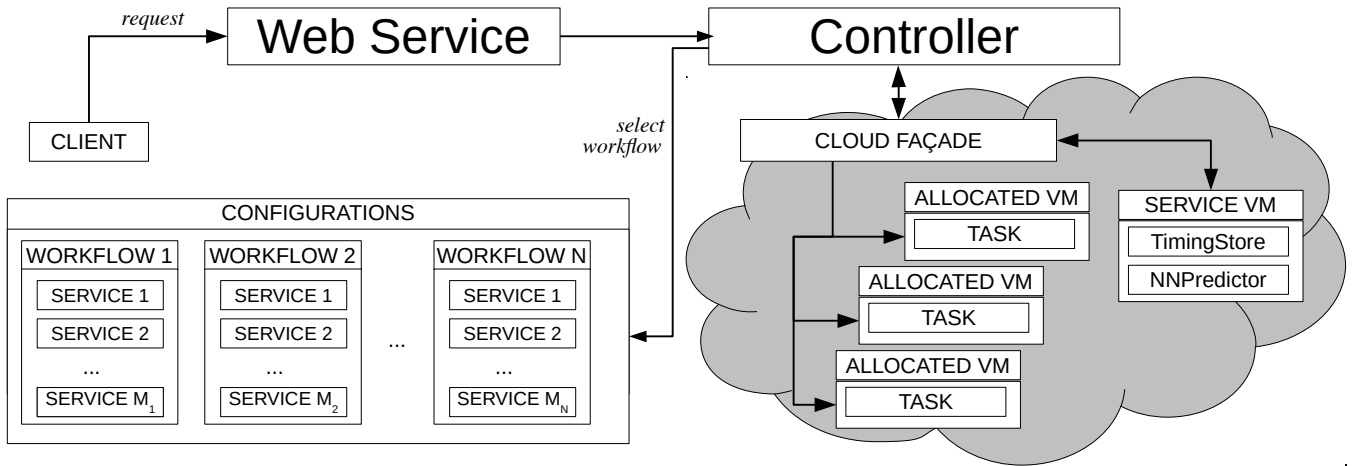 request
Web Service
Controller
CLIENT
select
workflow
CLOUD FAÇADE
CONFIGURATIONS
WORKFLOW 1
SERVICE 1
SERVICE 2
...
SERVICE M1
WORKFLOW 2
SERVICE 1
SERVICE 2
...
SERVICE M2
...
WORKFLOW N
SERVICE 1
SERVICE 2
...
SERVICE MN
ALLOCATED VM
TASK
ALLOCATED VM
TASK
ALLOCATED VM
TASK
SERVICE VM
TimingStore
NNPredictor